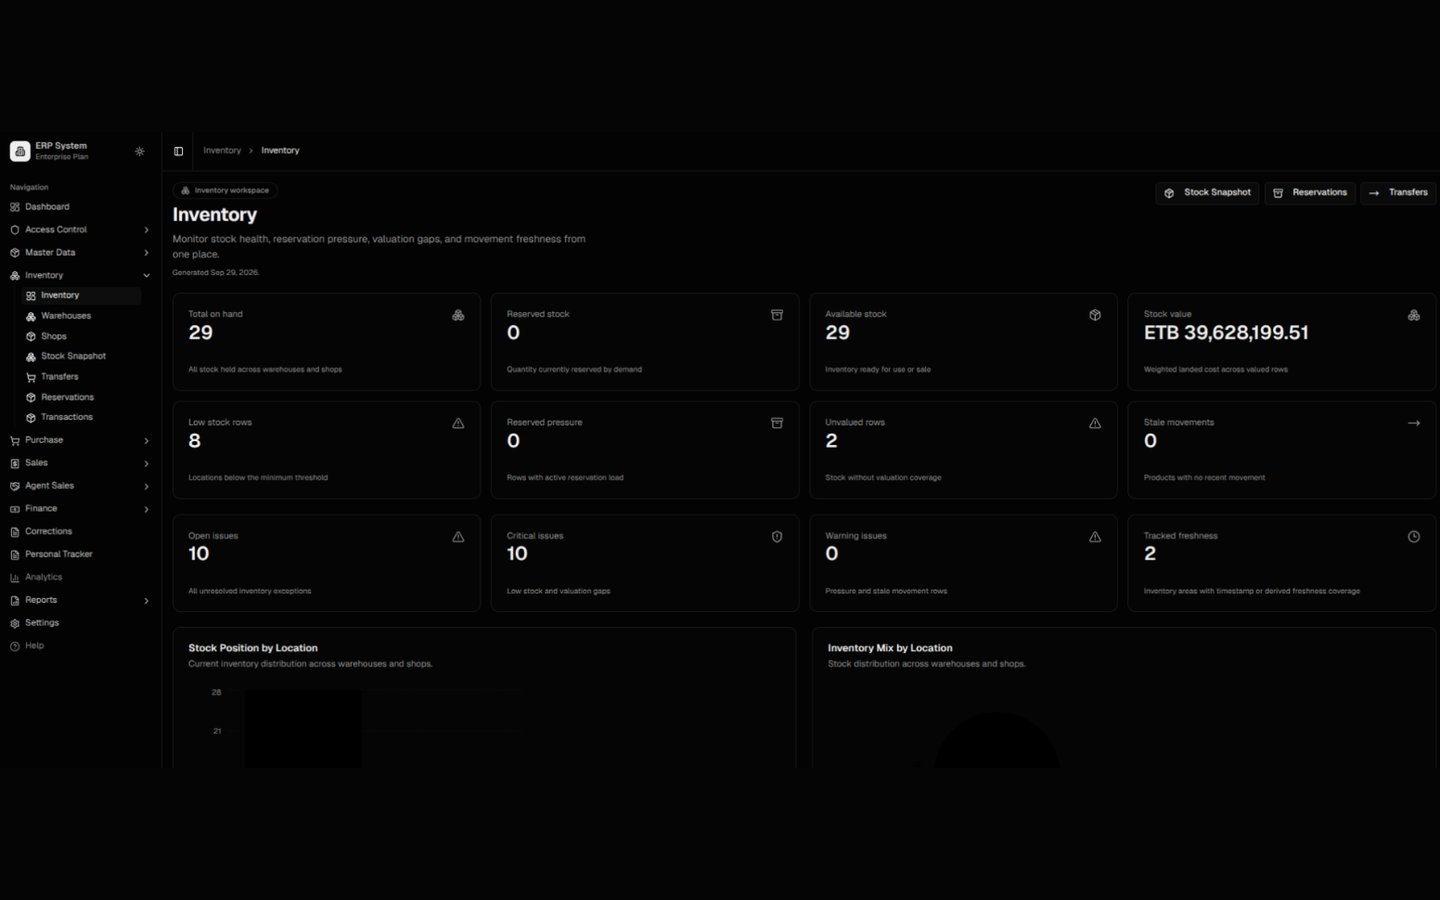 ERP System
Enterprise Plan
Navigation
Dashboard
Access Control
Master Data
Inventory
Inventory
Warehouses
Shops
Stock Snapshot
Transfers
Reservations
Transactions
Purchase
Sales
Agent Sales
Finance
Corrections
Personal Tracker
Analytics
Reports
Settings
Help
Inventory > Inventory
Inventory workspace
Inventory
Monitor stock health, reservation pressure, valuation gaps, and movement freshness from
one place.
Generated Sep 29, 2026.
Stock Snapshot
Reservations
Transfers
Total on hand
29
All stock held across warehouses and shops
Reserved stock
0
Quantity currently reserved by demand
Available stock
29
Inventory ready for use or sale
Stock value
ETB 39,628,199.51
Weighted landed cost across valued rows
Low stock rows
8
Locations below the minimum threshold
Reserved pressure
0
Rows with active reservation load
Unvalued rows
2
Stock without valuation coverage
Stale movements
0
Products with no recent movement
Open issues
10
All unresolved inventory exceptions
Critical issues
10
Low stock and valuation gaps
Warning issues
0
Pressure and stale movement rows
Tracked freshness
2
Inventory areas with timestamp or derived freshness coverage
Stock Position by Location
Current inventory distribution across warehouses and shops.
28
21
Inventory Mix by Location
Stock distribution across warehouses and shops.